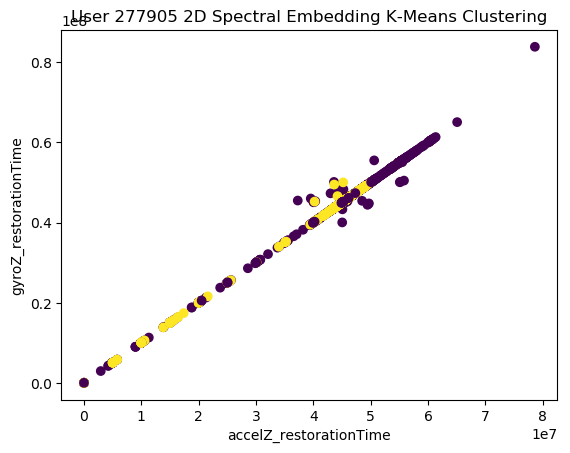 User 277905 2D Spectral Embedding K-Means Clustering
1e8
0.8
0.6
0.4
0.2
0.0
gyroZ_restorationTime
0 1 2 3 4 5 6 7 8
1e7
accelZ_restorationTime